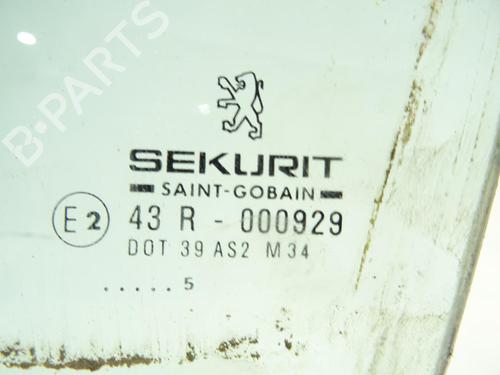 B-PARTS
SEKURIT
SAINT-GOBAIN
E2 43 R - 000929
DOT 39 AS2 M34
..... 5